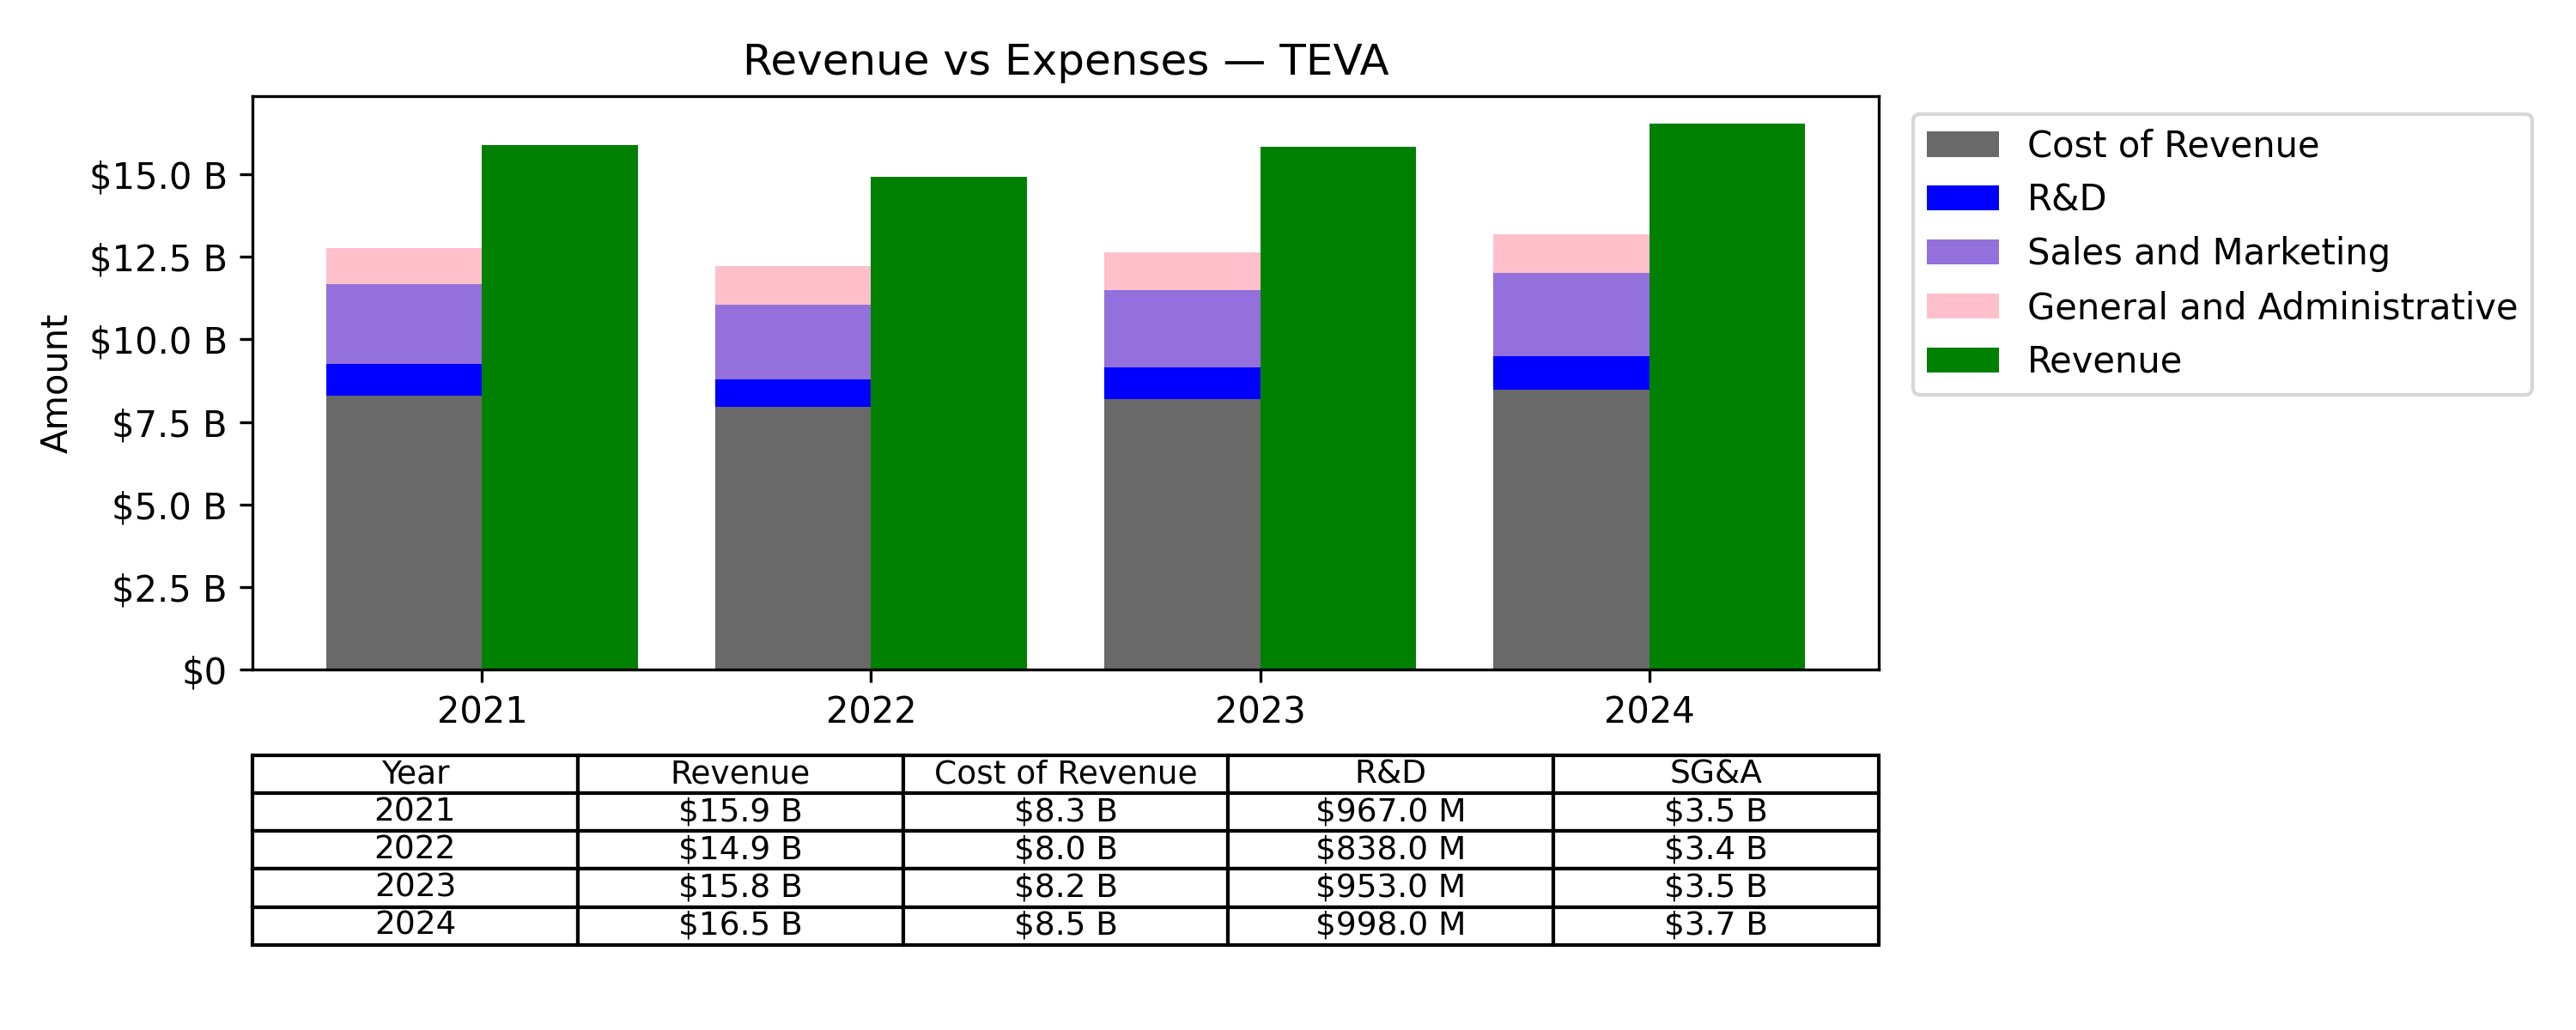 Revenue vs Expenses — TEVA
Amount
$15.0 B
$12.5 B
$10.0 B
$7.5 B
$5.0 B
$2.5 B
$0
2021 2022 2023 2024
Cost of Revenue
R&D
Sales and Marketing
General and Administrative
Revenue
Year Revenue Cost of Revenue R&D SG&A
2021 $15.9 B $8.3 B $967.0 M $3.5 B
2022 $14.9 B $8.0 B $838.0 M $3.4 B
2023 $15.8 B $8.2 B $953.0 M $3.5 B
2024 $16.5 B $8.5 B $998.0 M $3.7 B